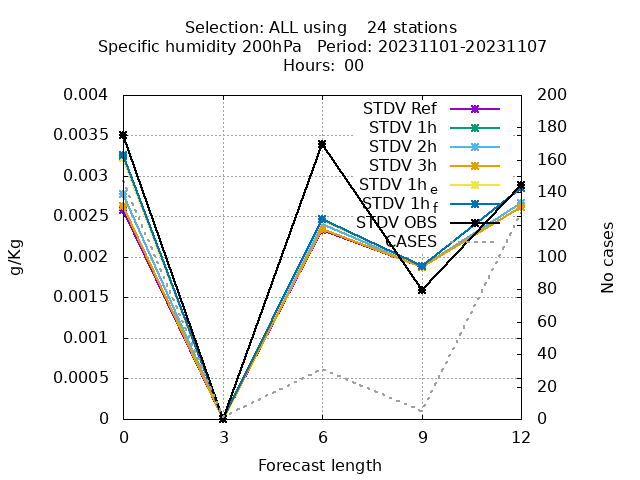 Selection: ALL using    24 stations
Specific humidity 200hPa   Period: 20231101-20231107
Hours: 00
0.004
0.0035
0.003
0.0025
0.002
0.0015
0.001
0.0005
0
g/Kg
STDV Ref
STDV 1h
STDV 2h
STDV 3h
STDV 1h e
STDV 1h f
STDV OBS
CASES
200
180
160
140
120
100
80
60
40
20
0
No cases
0 3 6 9 12
Forecast length